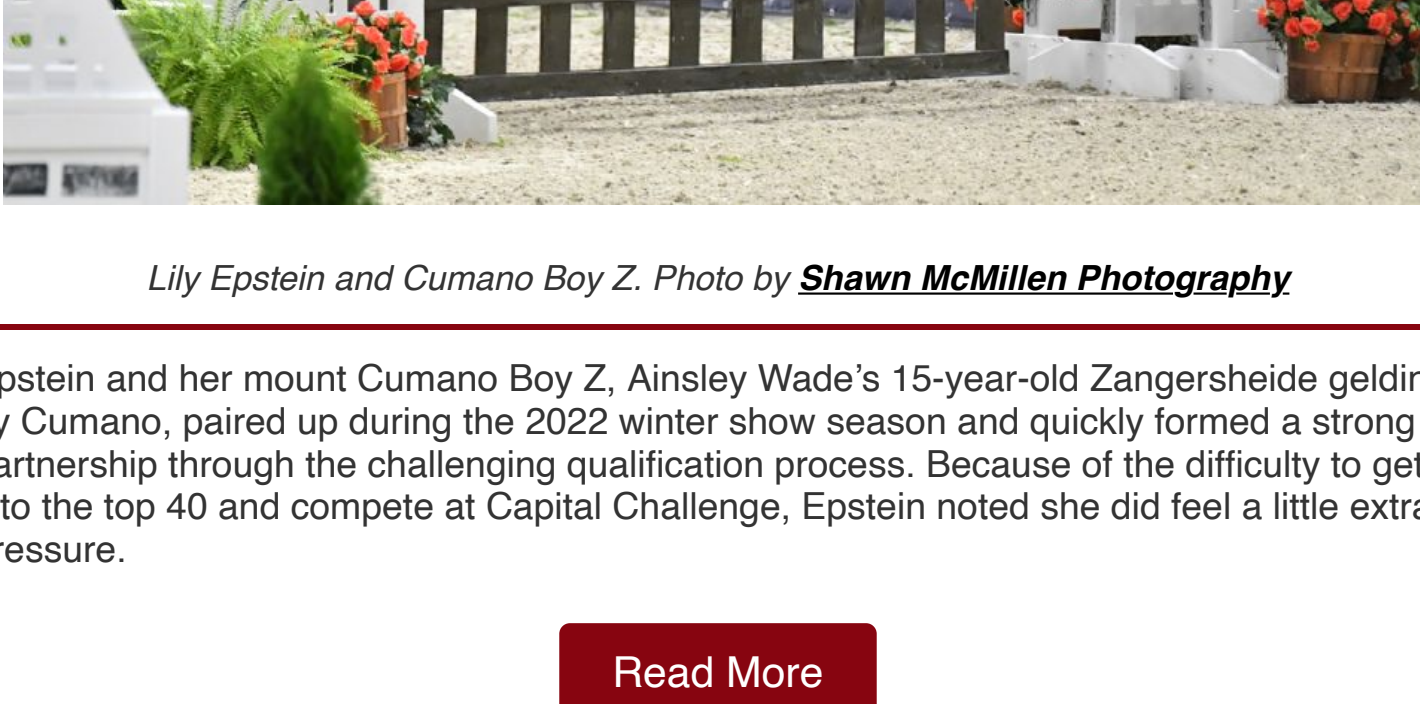 Lily Epstein and Cumano Boy Z. Photo by Shawn McMillen Photography
pstein and her mount Cumano Boy Z, Ainsley Wade’s 15-year-old Zangersheide geldin
y Cumano, paired up during the 2022 winter show season and quickly formed a strong
artnership through the challenging qualification process. Because of the difficulty to get
to the top 40 and compete at Capital Challenge, Epstein noted she did feel a little extra
ressure.
Read More